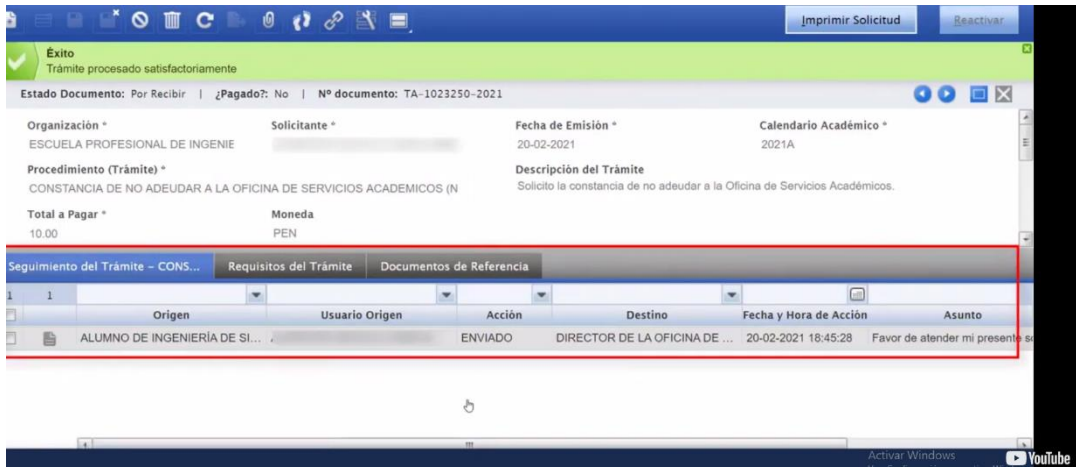 Imprimir Solicitud
Reactivar
Éxito
Trámite procesado satisfactoriamente
Estado Documento: Por Recibir | ¿Pagado?: No | Nº documento: TA-1023250-2021
Organización *
Solicitante *
Fecha de Emisión *
Calendario Académico *
ESCUELA PROFESIONAL DE INGENIE
20-02-2021
2021A
Procedimiento (Trámite) *
Descripción del Trámite
CONSTANCIA DE NO ADEUDAR A LA OFICINA DE SERVICIOS ACADEMICOS (N
Solicito la constancia de no adeudar a la Oficina de Servicios Académicos.
Total a Pagar *
Moneda
10.00
PEN
Seguimiento del Trámite – CONS...
Requisitos del Trámite
Documentos de Referencia
1 1
Origen
Usuario Origen
Acción
Destino
Fecha y Hora de Acción
Asunto
ALUMNO DE INGENIERÍA DE SI...
ENVIADO
DIRECTOR DE LA OFICINA DE ...
20-02-2021 18:45:28
Favor de atender mi presente so
Activar Windows
YouTube